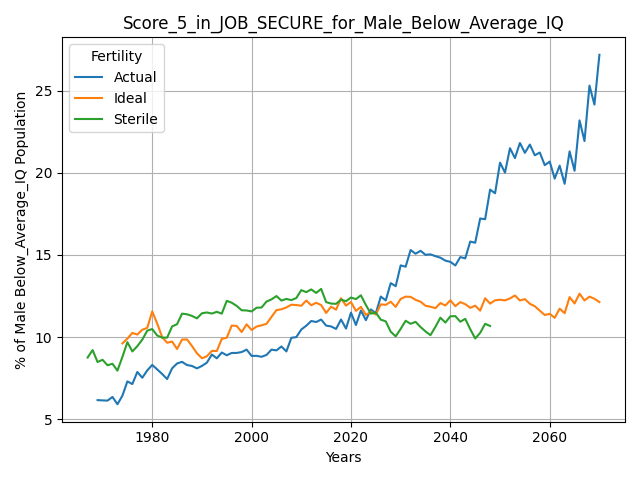 Score_5_in_JOB_SECURE_for_Male_Below_Average_IQ
Fertility
Actual
Ideal
Sterile
% of Male Below_Average_IQ Population
25
20
15
10
5
1980
2000
2020
2040
2060
Years